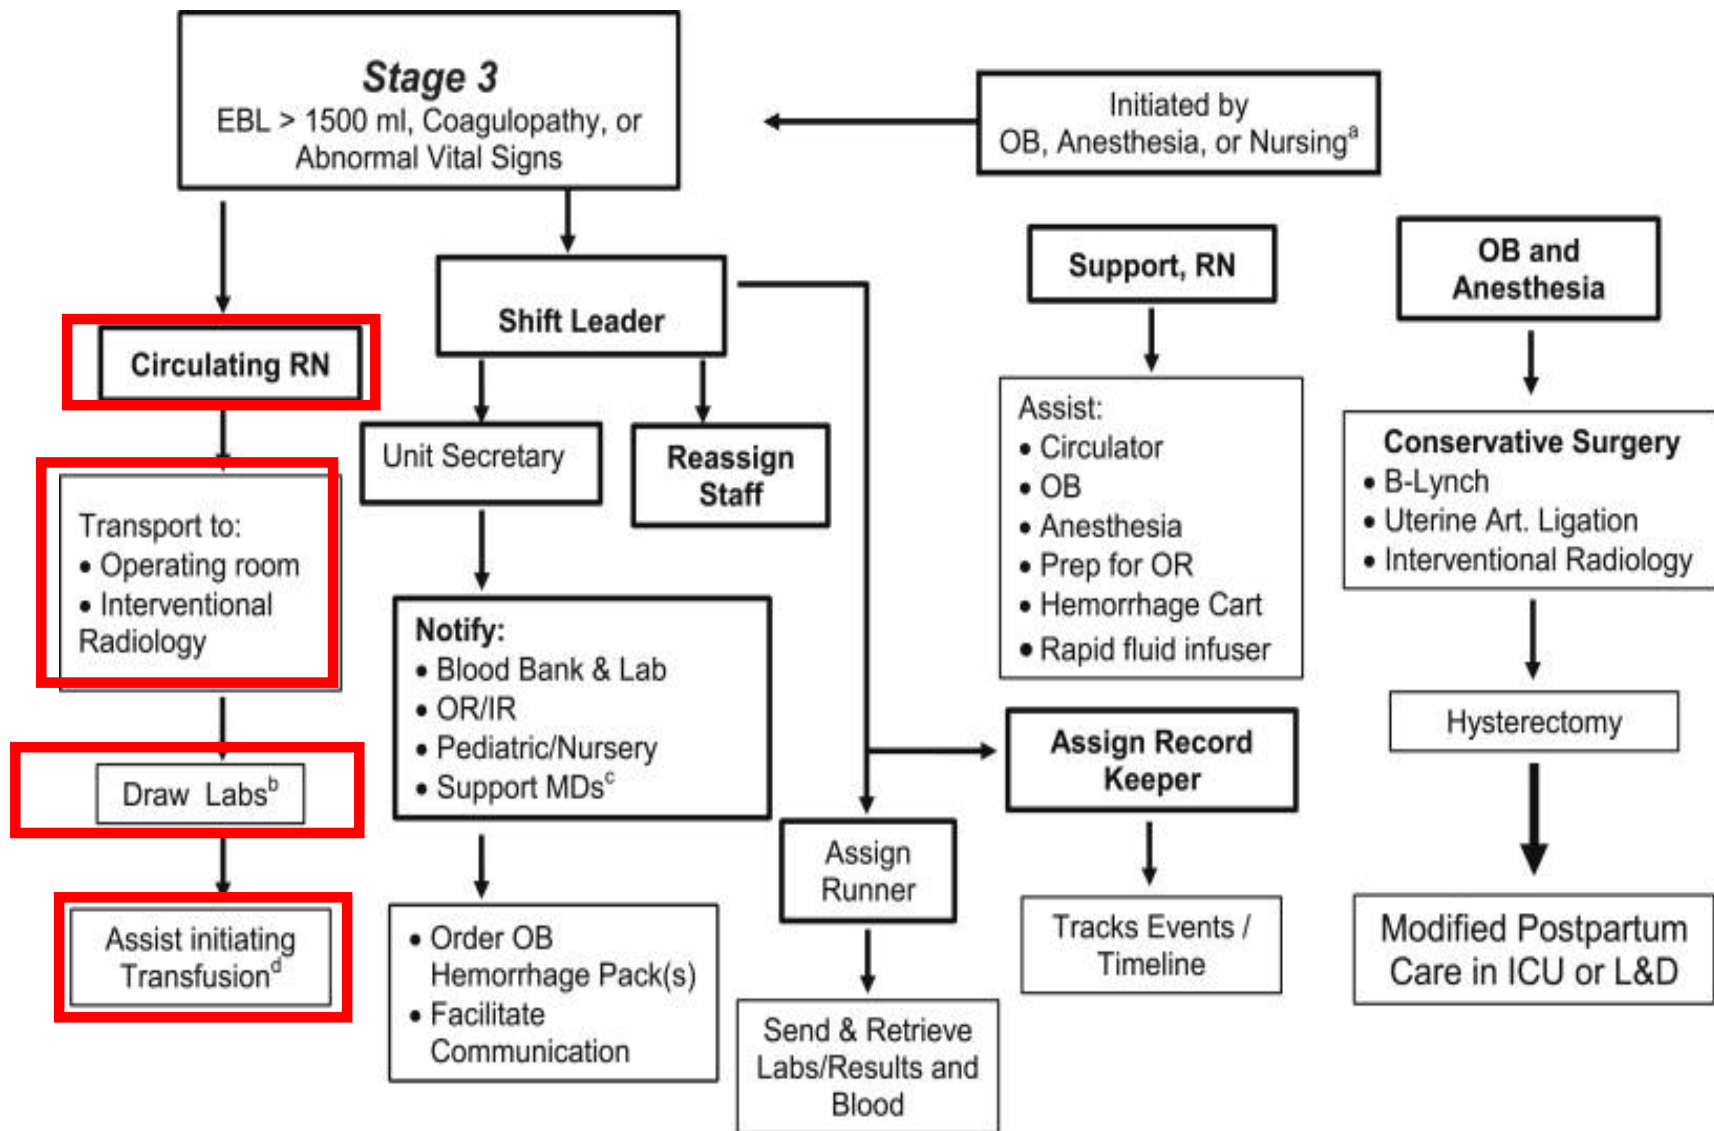 Stage 3
EBL > 1500 ml, Coagulopathy, or
Abnormal Vital Signs
Initiated by
OB, Anesthesia, or Nursingᵃ
Circulating RN
Transport to:
• Operating room
• Interventional
Radiology
Draw Labsᵇ
Assist initiating
Transfusionᵈ
Shift Leader
Unit Secretary
Reassign
Staff
Notify:
• Blood Bank & Lab
• OR/IR
• Pediatric/Nursery
• Support MDsᶜ
• Order OB
Hemorrhage Pack(s)
• Facilitate
Communication
Assign
Runner
Send & Retrieve
Labs/Results and
Blood
Support, RN
Assist:
• Circulator
• OB
• Anesthesia
• Prep for OR
• Hemorrhage Cart
• Rapid fluid infuser
Assign Record
Keeper
Tracks Events /
Timeline
OB and
Anesthesia
Conservative Surgery
• B-Lynch
• Uterine Art. Ligation
• Interventional Radiology
Hysterectomy
Modified Postpartum
Care in ICU or L&D